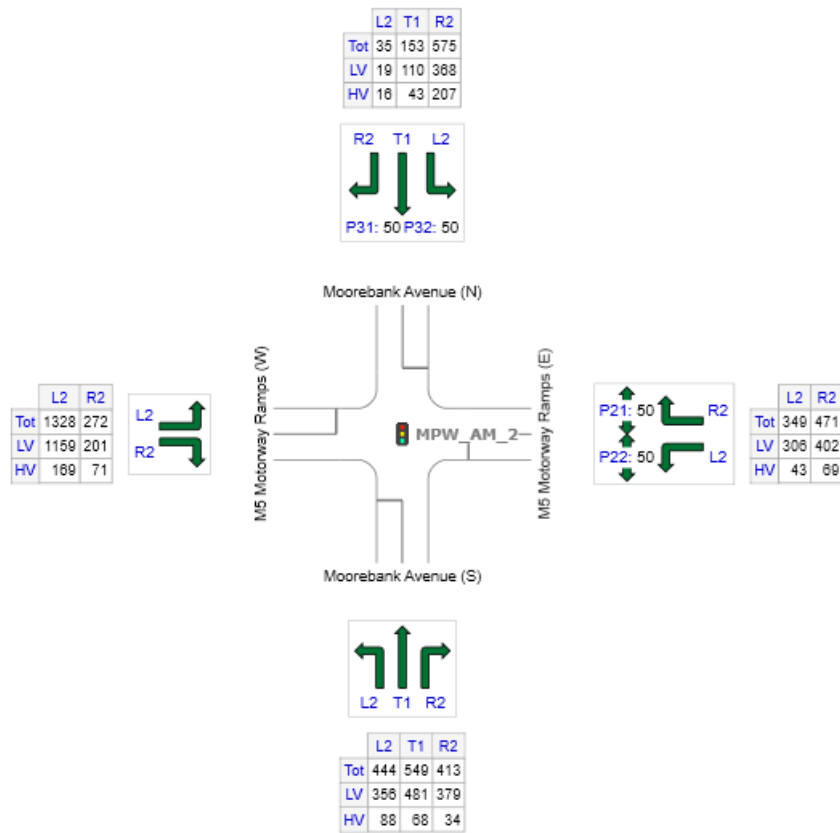 L2 T1 R2
Tot 35 153 575
LV 19 110 368
HV 16 43 207
R2 T1 L2
P31: 50 P32: 50
Moorebank Avenue (N)
M5 Motorway Ramps (W)
L2 R2
Tot 1328 272
LV 1159 201
HV 169 71
L2
R2
MPW_AM_2
M5 Motorway Ramps (E)
P21: 50 R2
P22: 50 L2
L2 R2
Tot 349 471
LV 306 402
HV 43 69
Moorebank Avenue (S)
L2 T1 R2
L2 T1 R2
Tot 444 549 413
LV 356 481 379
HV 88 68 34